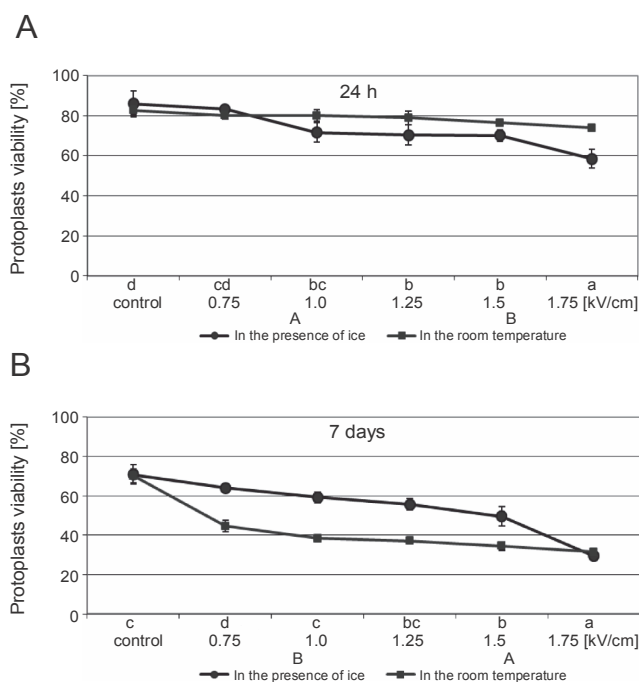 A
Protoplasts viability [%]
100
80
60
40
20
0
24 h
d cd bc b b a
control 0.75 1.0 1.25 1.5 1.75 [kV/cm]
A B
In the presence of ice In the room temperature
B
Protoplasts viability [%]
100
80
60
40
20
0
7 days
c d c bc b a
control 0.75 1.0 1.25 1.5 1.75 [kV/cm]
B A
In the presence of ice In the room temperature